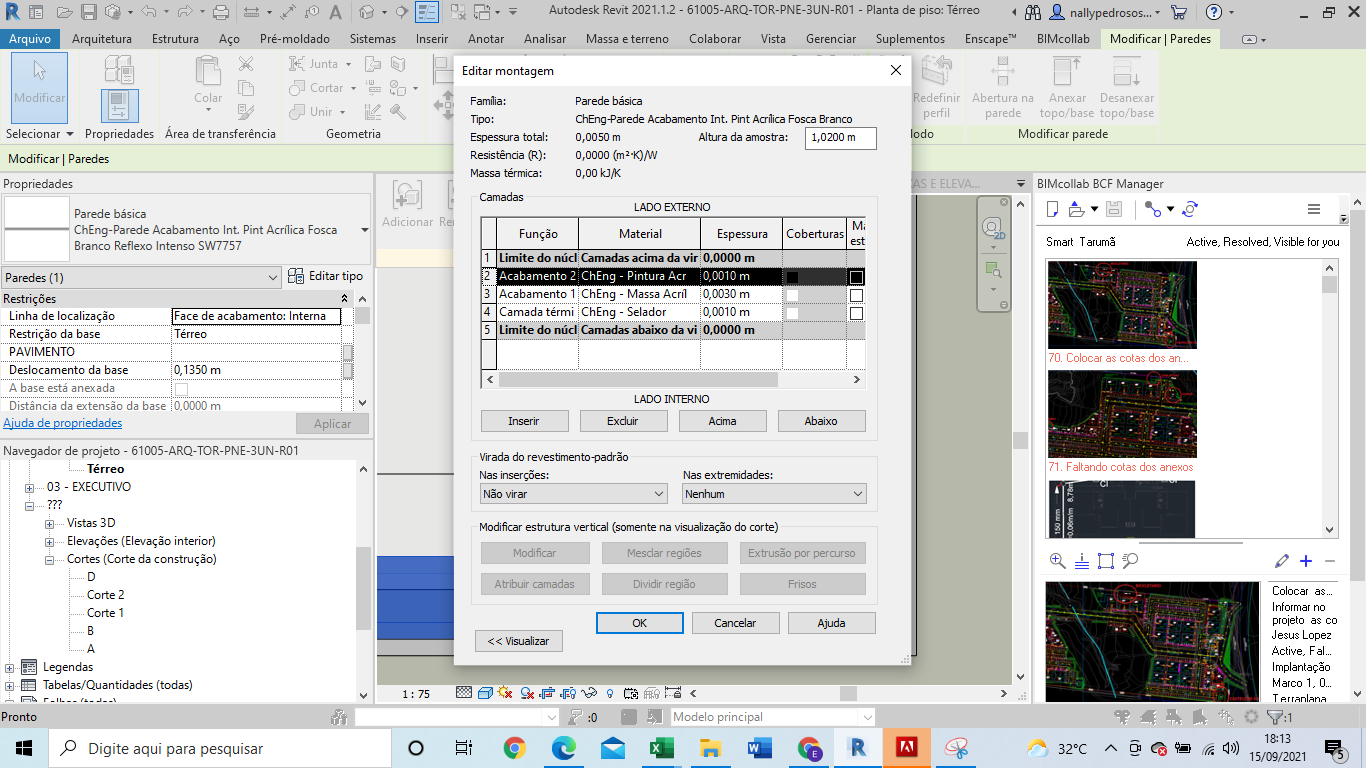 Autodesk Revit 2021.1.2 - 61005-ARQ-TOR-PNE-3UN-R01 - Planta de piso: Térreo
nallypedrosos...
Arquivo
Arquitetura
Estrutura
Aço
Pré-moldado
Sistemas
Inserir
Anotar
Analisar
Massa e terreno
Colaborar
Vista
Gerenciar
Suplementos
Enscape™
BIMcollab
Modificar | Paredes
Modificar
Colar
Junta
Cortar
Unir
Redefinir perfil
Abertura na parede
Anexar topo/base
Desanexar topo/base
Selecionar
Propriedades
Área de transferência
Geometria
Modificar parede
Modificar | Paredes
Propriedades
Parede básica
ChEng-Parede Acabamento Int. Pint Acrílica Fosca
Branco Reflexo Intenso SW7757
Paredes (1)
Editar tipo
Restrições
Linha de localização
Face de acabamento: Interna
Restrição da base
Térreo
PAVIMENTO
Deslocamento da base
0,1350 m
A base está anexada
Distância da extensão da base
0,0000 m
Ajuda de propriedades
Aplicar
Navegador de projeto - 61005-ARQ-TOR-PNE-3UN-R01
Térreo
03 - EXECUTIVO
???
Vistas 3D
Elevações (Elevação interior)
Cortes (Corte da construção)
D
Corte 2
Corte 1
B
A
Legendas
Tabelas/Quantidades (todas)
Adicionar
Editar montagem
Família:
Parede básica
Tipo:
ChEng-Parede Acabamento Int. Pint Acrílica Fosca Branco
Espessura total:
0,0050 m
Altura da amostra:
1,0200 m
Resistência (R):
0,0000 (m²·K)/W
Massa térmica:
0,00 kJ/K
Camadas
LADO EXTERNO
Função
Material
Espessura
Coberturas
1
Limite do núcl
Camadas acima da vir
0,0000 m
2
Acabamento 2
ChEng - Pintura Acr
0,0010 m
3
Acabamento 1
ChEng - Massa Acríl
0,0030 m
4
Camada térmi
ChEng - Selador
0,0010 m
5
Limite do núcl
Camadas abaixo da vi
0,0000 m
LADO INTERNO
Inserir
Excluir
Acima
Abaixo
Virada do revestimento-padrão
Nas inserções:
Não virar
Nas extremidades:
Nenhum
Modificar estrutura vertical (somente na visualização do corte)
Modificar
Mesclar regiões
Extrusão por percurso
Atribuir camadas
Dividir região
Frisos
OK
Cancelar
Ajuda
<< Visualizar
AS E ELEVA...
2D
1 : 75
BIMcollab BCF Manager
Smart Tarumã
Active, Resolved, Visible for you
70. Colocar as cotas dos an...
71. Faltando cotas dos anexos
150 mm
0,06m/m
8,78m
Colocar as...
Informar no
projeto as co
Jesus Lopez
Active, Fal...
Implantação
Marco 1, 0...
Terraplana
Pronto
:0
Modelo principal
:1
Digite aqui para pesquisar
32°C
18:13
15/09/2021
5